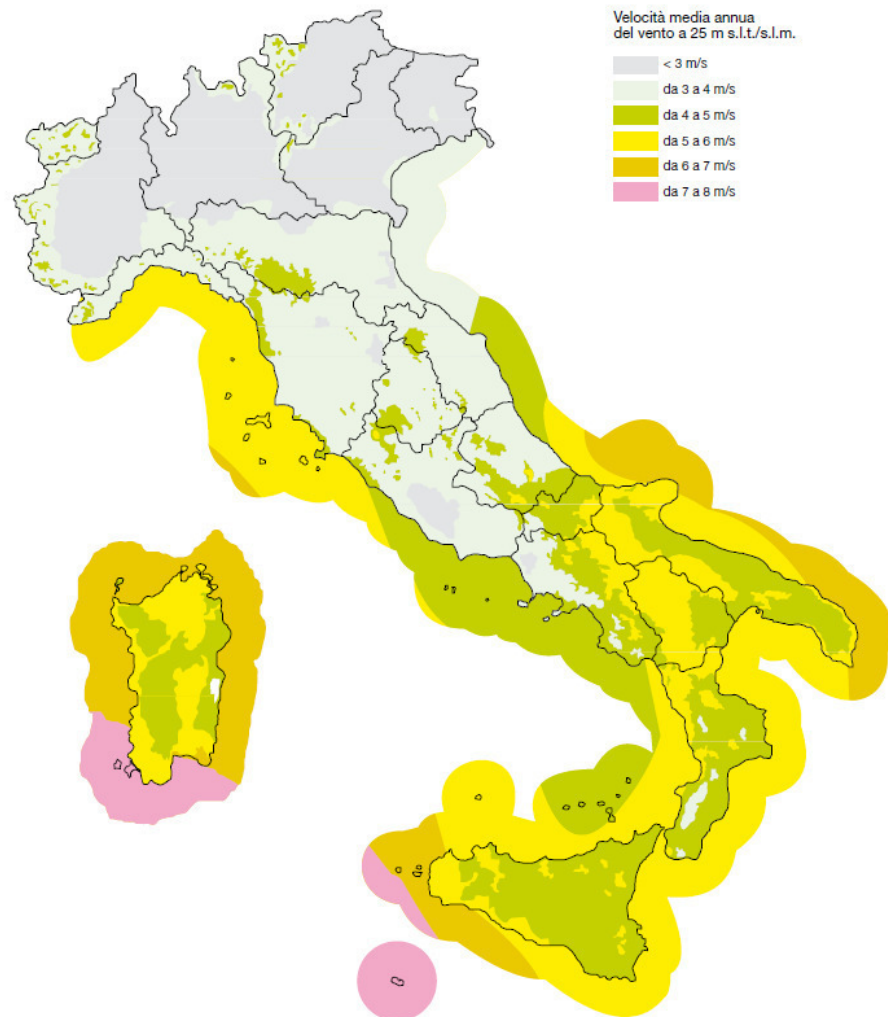 Velocità media annua
del vento a 25 m s.l.t./s.l.m.
< 3 m/s
da 3 a 4 m/s
da 4 a 5 m/s
da 5 a 6 m/s
da 6 a 7 m/s
da 7 a 8 m/s